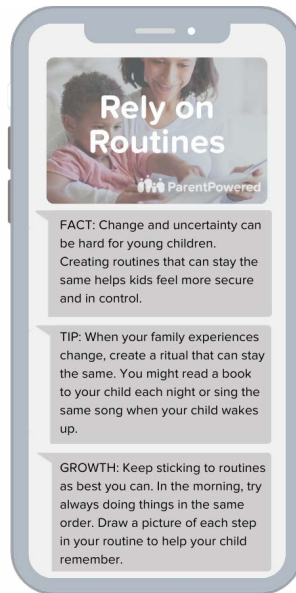 Rely on
Routines
ParentPowered
FACT: Change and uncertainty can
be hard for young children.
Creating routines that can stay the
same helps kids feel more secure
and in control.
TIP: When your family experiences
change, create a ritual that can stay
the same. You might read a book
to your child each night or sing the
same song when your child wakes
up.
GROWTH: Keep sticking to routines
as best you can. In the morning, try
always doing things in the same
order. Draw a picture of each step
in your routine to help your child
remember.